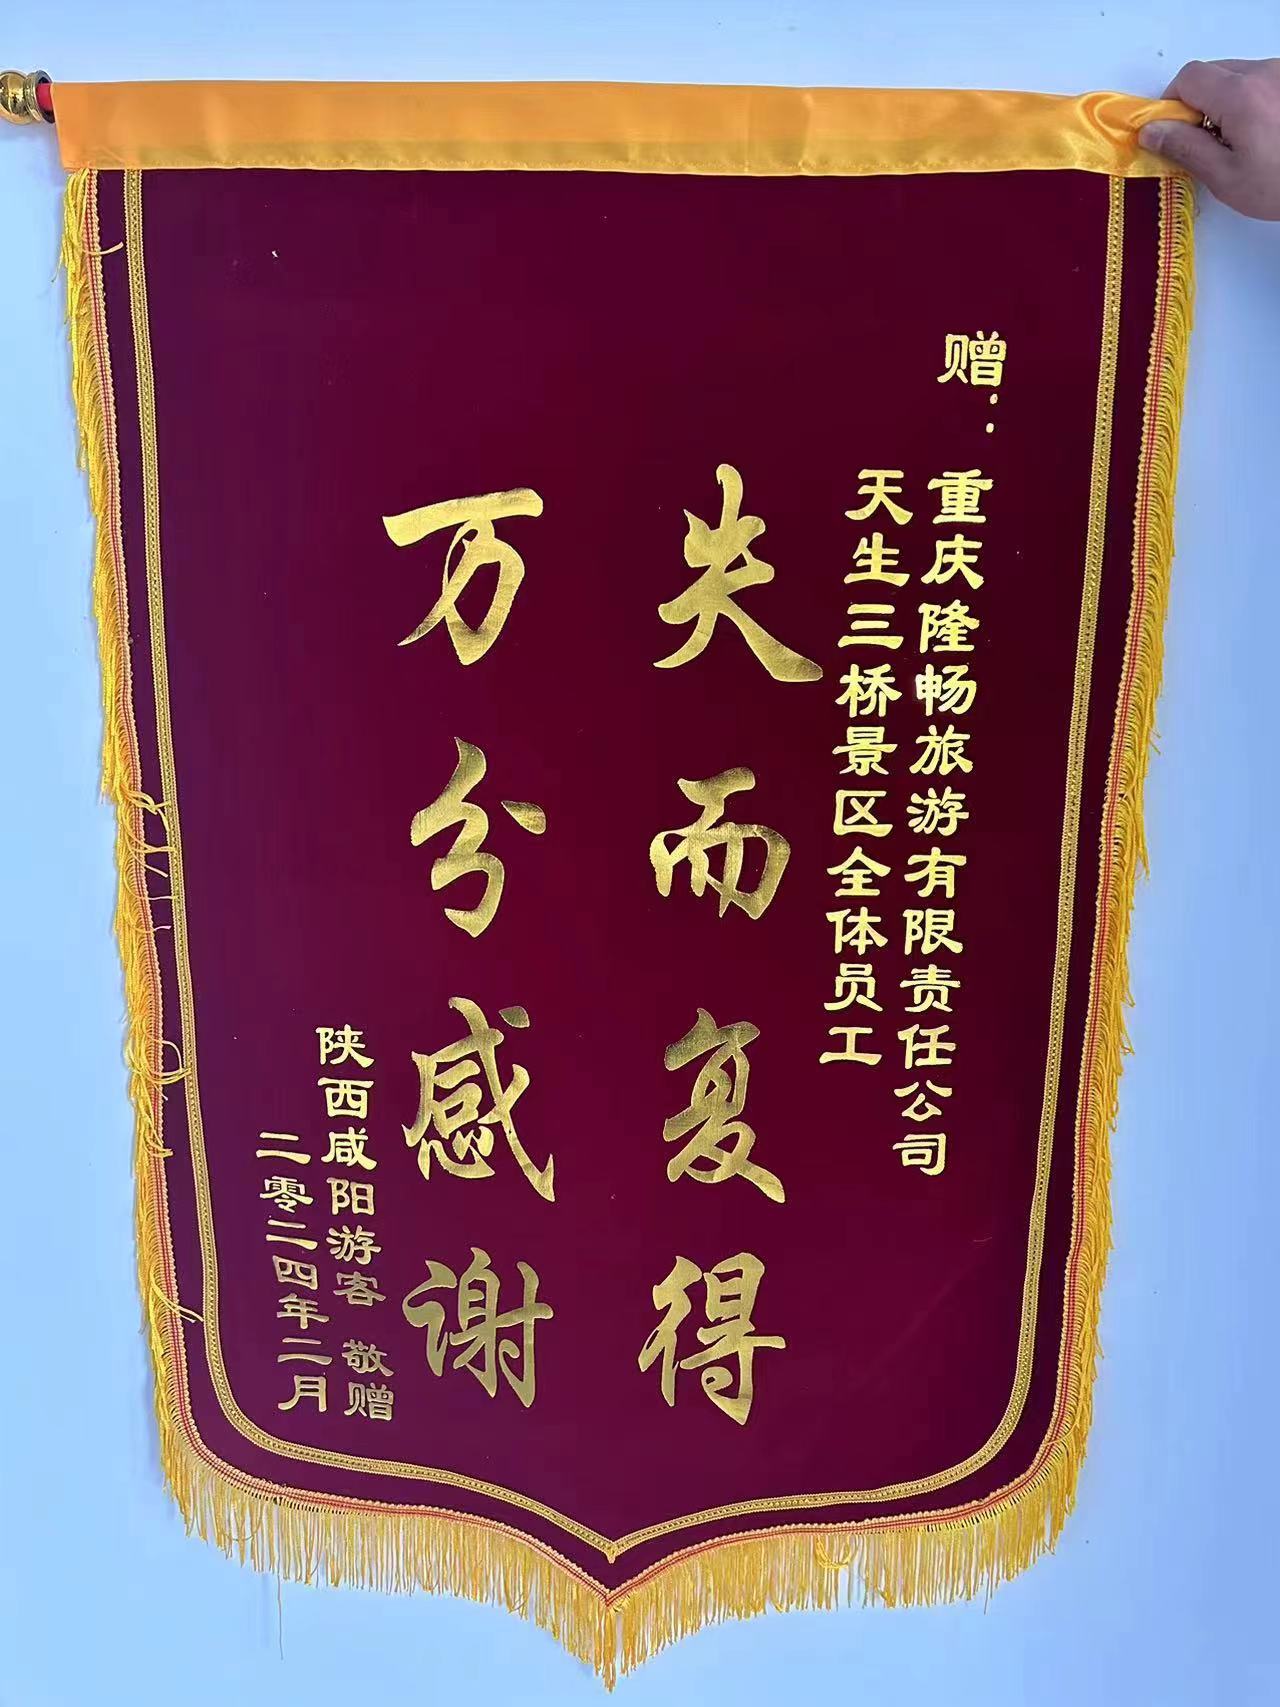 赠：重庆隆畅旅游有限责任公司
天生三桥景区全体员工
失而复得
万分感谢
陕西咸阳游客 敬赠
二零二四年二月